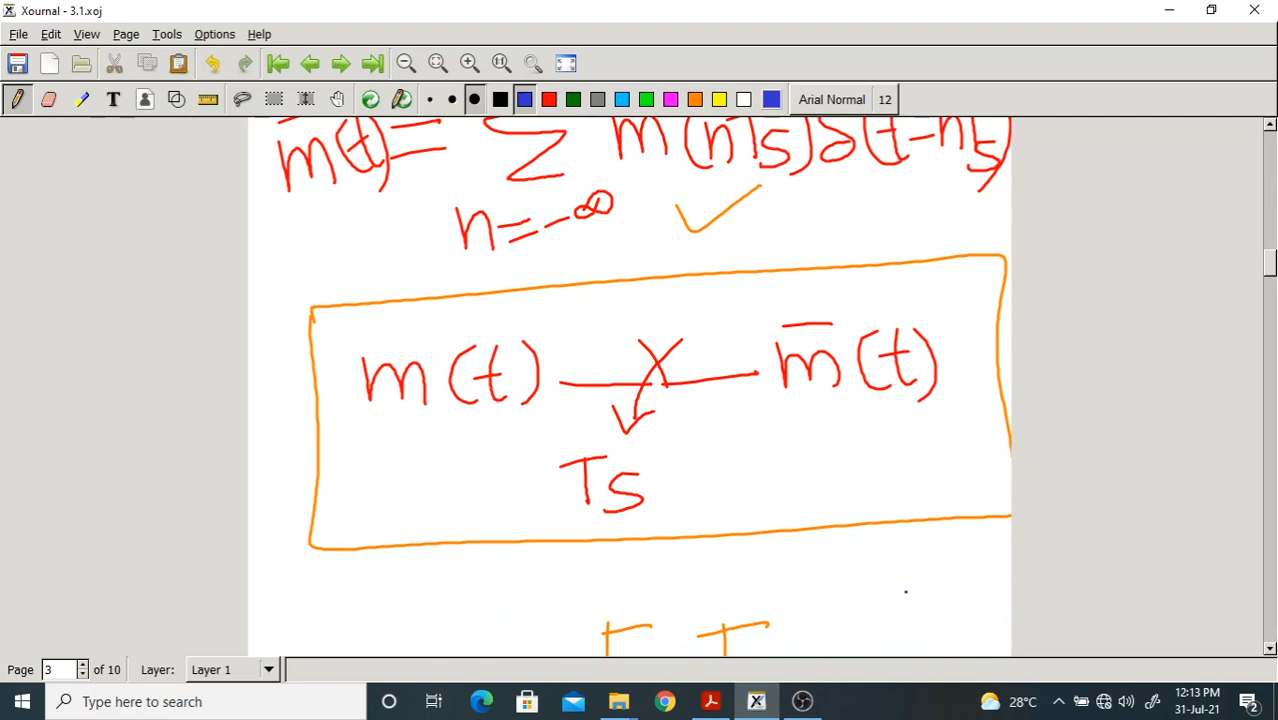 Xournal - 3.1.xoj
File Edit View Page Tools Options Help
Arial Normal 12
m̄(t) = ∑ m(nTs)δ(t-nTs)
n=-∞
m(t) m̄(t)
Ts
F T
Page 3 of 10 Layer: Layer 1
Type here to search
28°C
12:13 PM
31-Jul-21
2